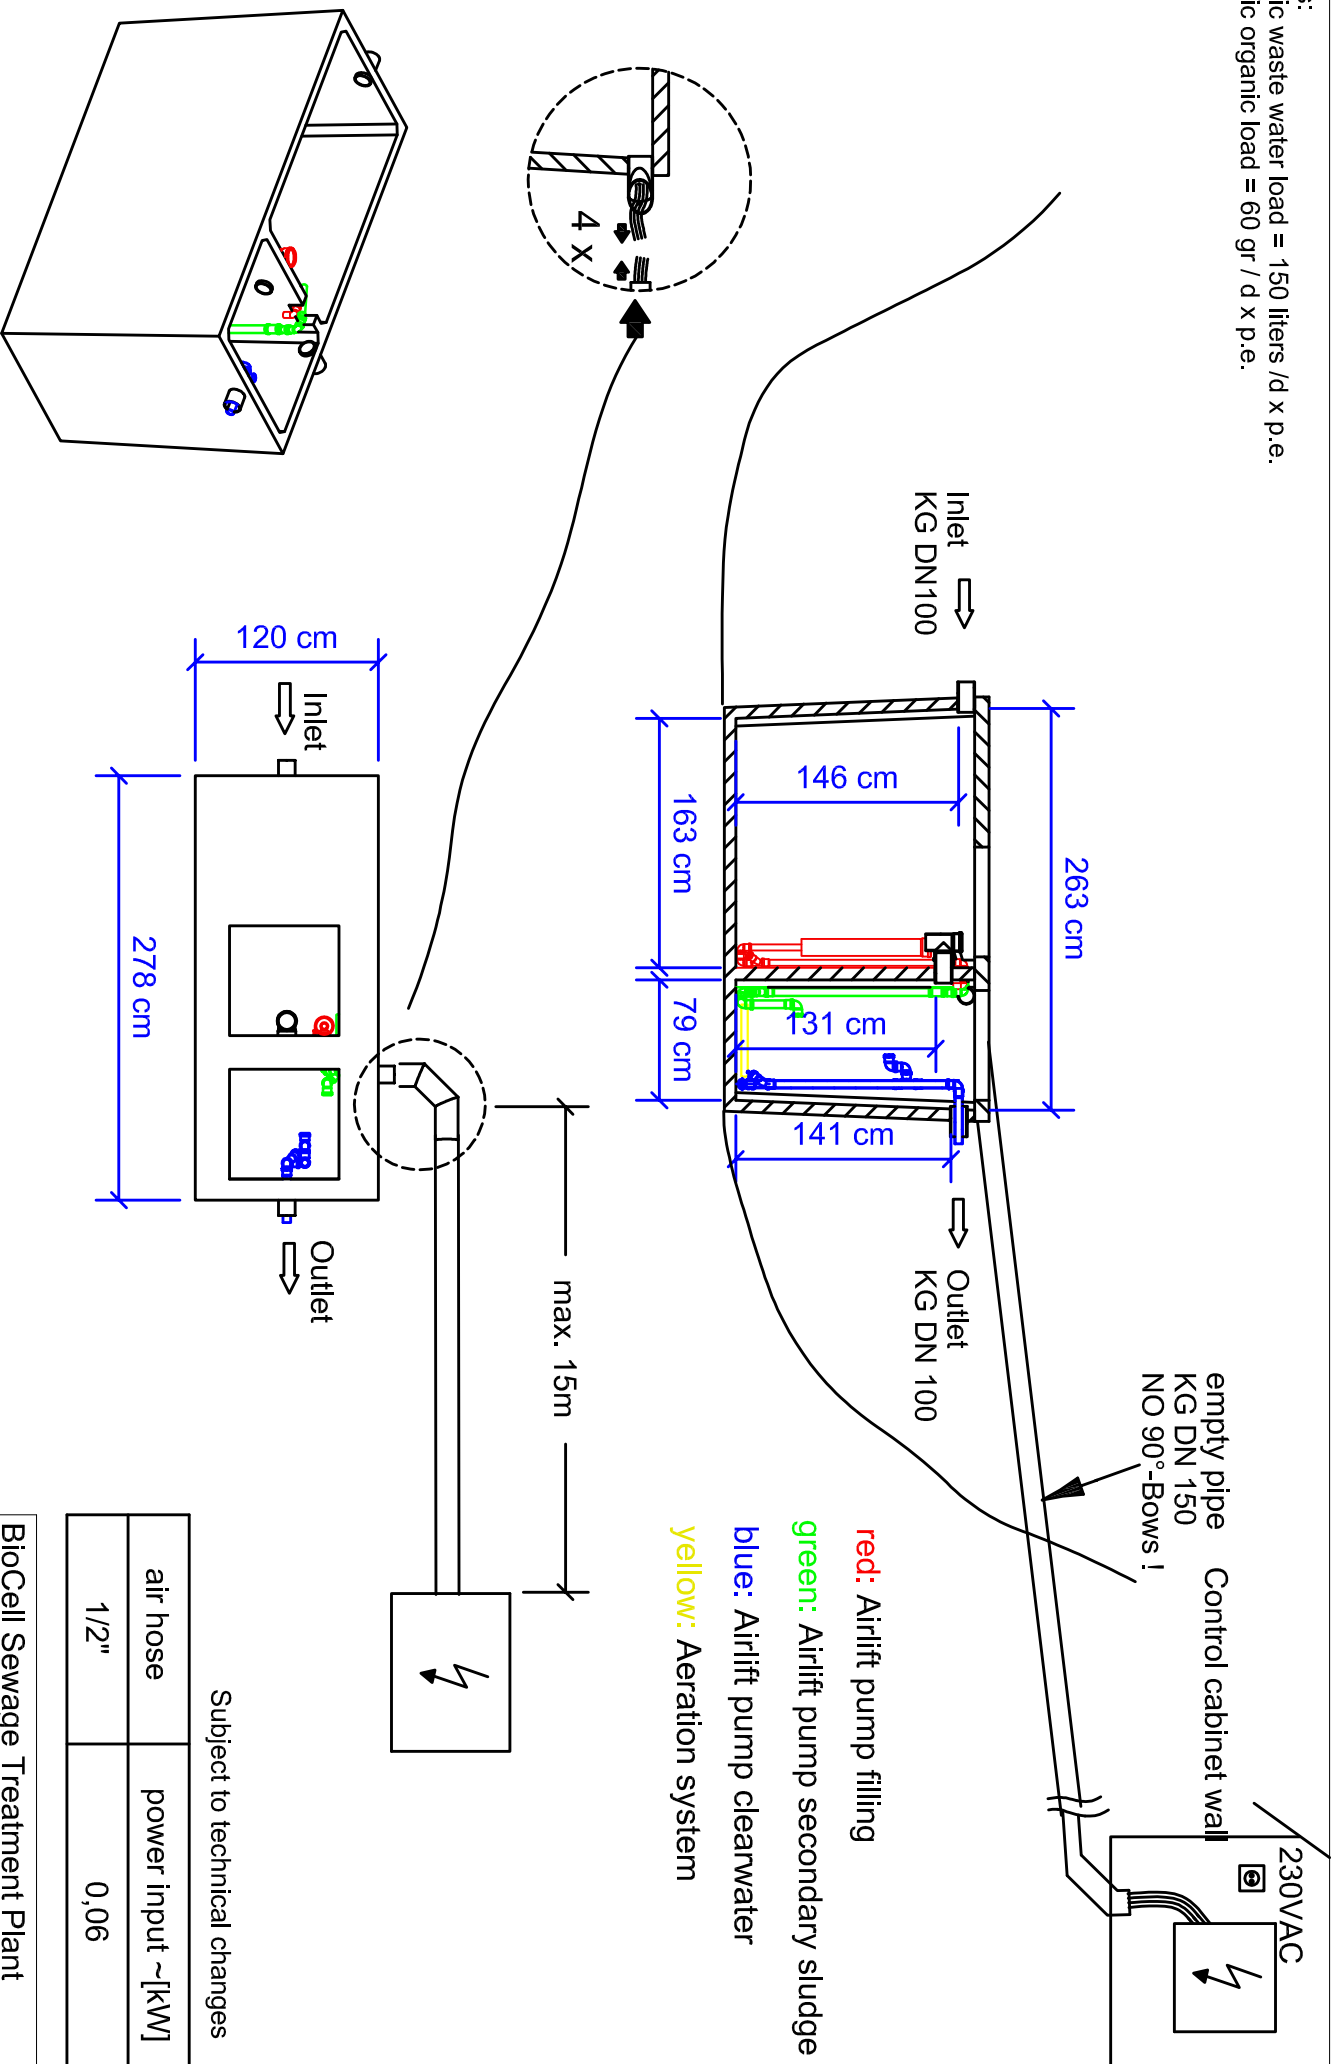 s:
ic waste water load = 150 liters /d x p.e.
ic organic load = 60 gr / d x p.e.
230VAC
Control cabinet wall
empty pipe
KG DN 150
NO 90°-Bows !
263 cm
Inlet
KG DN100
Outlet
KG DN 100
146 cm
131 cm
141 cm
163 cm
79 cm
red: Airlift pump filling
green: Airlift pump secondary sludge
blue: Airlift pump clearwater
yellow: Aeration system
4 x
max. 15m
120 cm
Inlet
Outlet
278 cm
Subject to technical changes
air hose
power input ~[kW]
1/2"
0,06
BioCell Sewage Treatment Plant